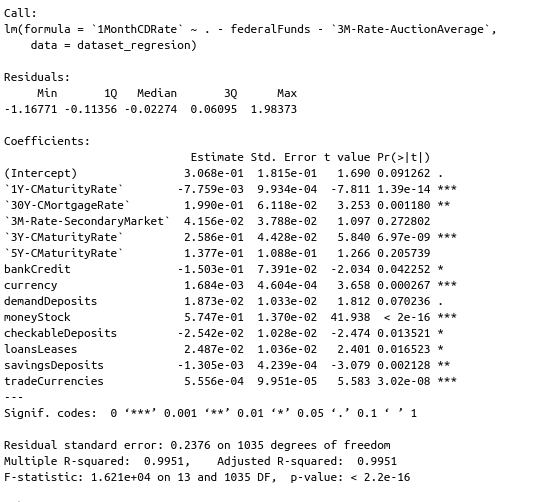 Call:
lm(formula = `1MonthCDRate` ~ . - federalFunds - `3M-Rate-AuctionAverage`,
    data = dataset_regresion)

Residuals:
     Min       1Q   Median       3Q      Max
-1.16771 -0.11356 -0.02274  0.06095  1.98373

Coefficients:
                           Estimate Std. Error t value Pr(>|t|)
(Intercept)               3.068e-01  1.815e-01   1.690 0.091262 .
`1Y-CMaturityRate`       -7.759e-03  9.934e-04  -7.811 1.39e-14 ***
`30Y-CMortgageRate`       1.990e-01  6.118e-02   3.253 0.001180 **
`3M-Rate-SecondaryMarket`  4.156e-02  3.788e-02   1.097 0.272802
`3Y-CMaturityRate`        2.586e-01  4.428e-02   5.840 6.97e-09 ***
`5Y-CMaturityRate`        1.377e-01  1.088e-01   1.266 0.205739
bankCredit               -1.503e-01  7.391e-02  -2.034 0.042252 *
currency                  1.684e-03  4.604e-04   3.658 0.000267 ***
demandDeposits            1.873e-02  1.033e-02   1.812 0.070236 .
moneyStock                5.747e-01  1.370e-02  41.938  < 2e-16 ***
checkableDeposits        -2.542e-02  1.028e-02  -2.474 0.013521 *
loansLeases               2.487e-02  1.036e-02   2.401 0.016523 *
savingsDeposits          -1.305e-03  4.239e-04  -3.079 0.002128 **
tradeCurrencies           5.556e-04  9.951e-05   5.583 3.02e-08 ***
---
Signif. codes:  0 ‘***’ 0.001 ‘**’ 0.01 ‘*’ 0.05 ‘.’ 0.1 ‘ ’ 1

Residual standard error: 0.2376 on 1035 degrees of freedom
Multiple R-squared:  0.9951,    Adjusted R-squared:  0.9951
F-statistic: 1.621e+04 on 13 and 1035 DF,  p-value: < 2.2e-16